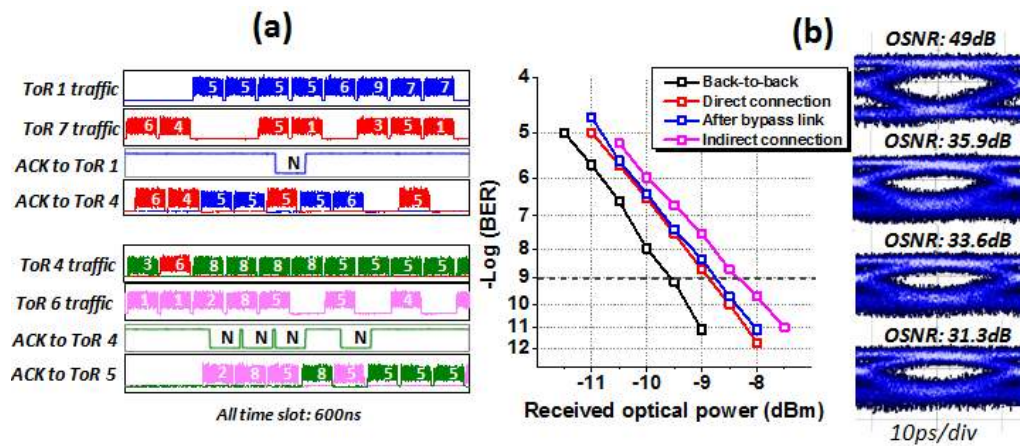 (a)
ToR 1 traffic
5 5 5 5 6 9 7 7
ToR 7 traffic
6 4 5 1 3 5 1
ACK to ToR 1
N
ACK to ToR 4
6 4 5 5 5 5 6 5
ToR 4 traffic
3 6 8 8 8 8 5 5 5 5
ToR 6 traffic
1 1 2 8 5 5 4
ACK to ToR 4
N N N N
ACK to ToR 5
2 8 5 8 5 5 5 5
All time slot: 600ns
(b)
Back-to-back
Direct connection
After bypass link
Indirect connection
-Log (BER)
4
5
6
7
8
9
10
11
12
-11 -10 -9 -8
Received optical power (dBm)
OSNR: 49dB
OSNR: 35.9dB
OSNR: 33.6dB
OSNR: 31.3dB
10ps/div